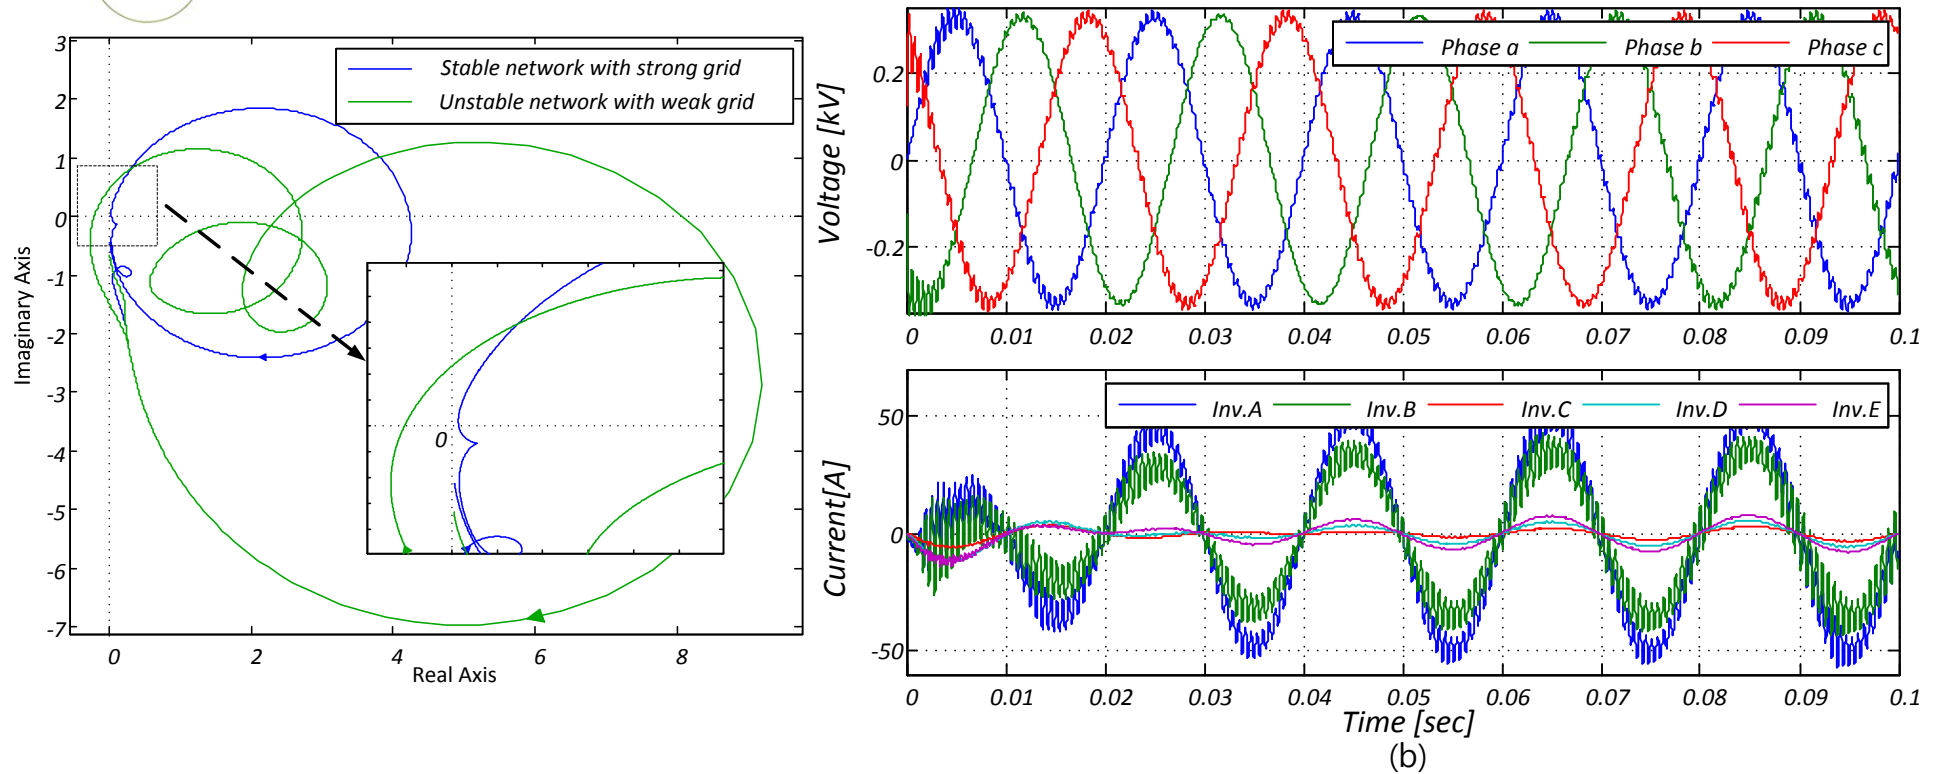 3
2
1
0
-1
-2
-3
-4
-5
-6
-7
Imaginary Axis
Stable network with strong grid
Unstable network with weak grid
0
0 2 4 6 8
Real Axis
Voltage [kV]
0.2
0
-0.2
Phase a Phase b Phase c
0 0.01 0.02 0.03 0.04 0.05 0.06 0.07 0.08 0.09 0.1
Current[A]
50
0
-50
Inv.A Inv.B Inv.C Inv.D Inv.E
0 0.01 0.02 0.03 0.04 0.05 0.06 0.07 0.08 0.09 0.1
Time [sec]
(b)